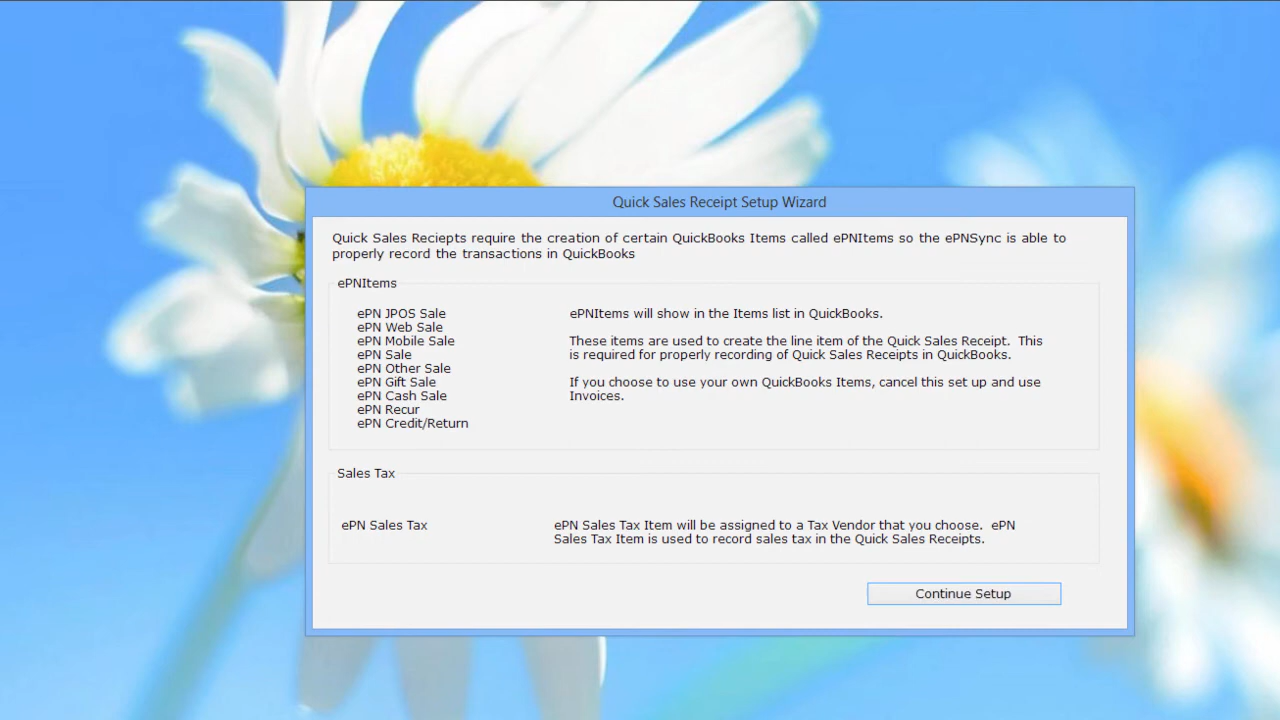 Quick Sales Receipt Setup Wizard
Quick Sales Reciepts require the creation of certain QuickBooks Items called ePNItems so the ePNSync is able to
properly record the transactions in QuickBooks
ePNItems
ePN JPOS Sale
ePN Web Sale
ePN Mobile Sale
ePN Sale
ePN Other Sale
ePN Gift Sale
ePN Cash Sale
ePN Recur
ePN Credit/Return
ePNItems will show in the Items list in QuickBooks.
These items are used to create the line item of the Quick Sales Receipt.  This
is required for properly recording of Quick Sales Receipts in QuickBooks.
If you choose to use your own QuickBooks Items, cancel this set up and use
Invoices.
Sales Tax
ePN Sales Tax
ePN Sales Tax Item will be assigned to a Tax Vendor that you choose.  ePN
Sales Tax Item is used to record sales tax in the Quick Sales Receipts.
Continue Setup